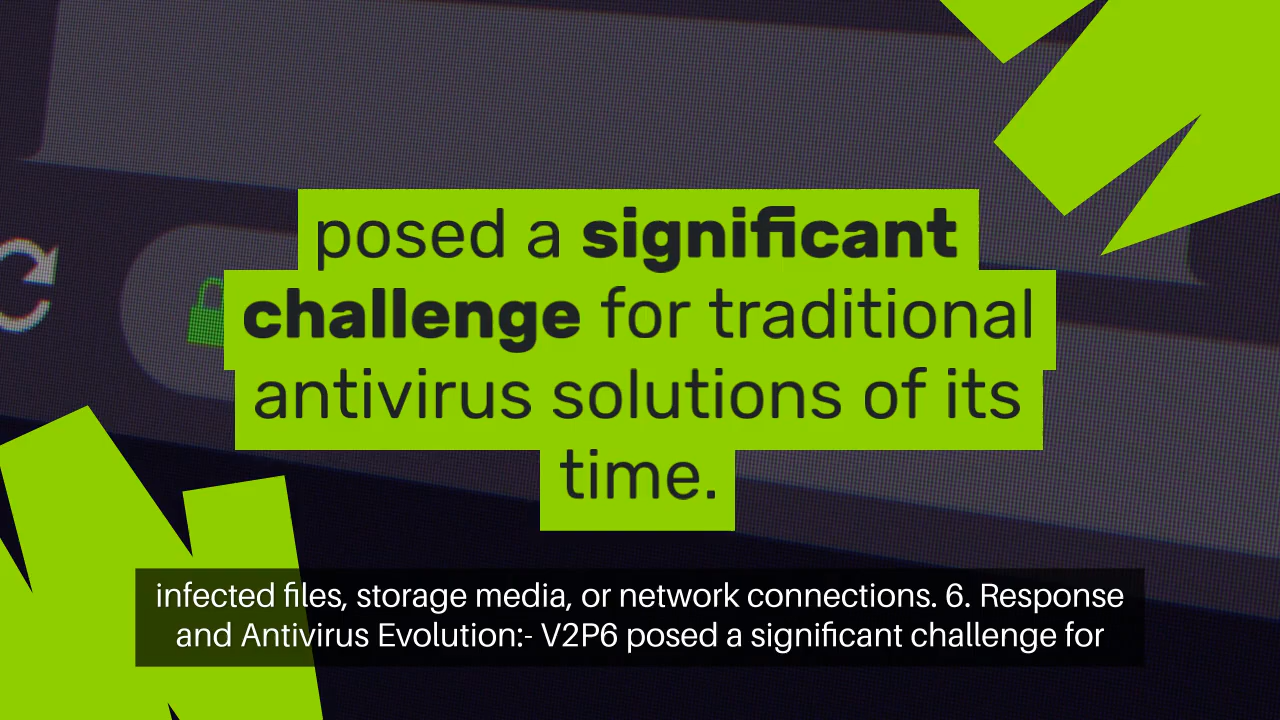 posed a significant
challenge for traditional
antivirus solutions of its
time.
infected files, storage media, or network connections. 6. Response
and Antivirus Evolution:- V2P6 posed a significant challenge for